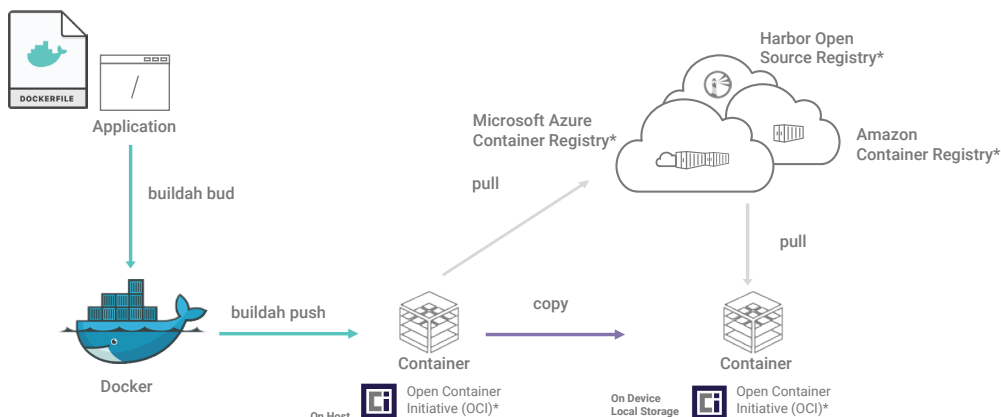 DOCKERFILE
Application
buildah bud
Docker
buildah push
Container
Open Container
Initiative (OCI)*
On Host
pull
Microsoft Azure
Container Registry*
Harbor Open
Source Registry*
Amazon
Container Registry*
pull
copy
Container
On Device
Local Storage
Open Container
Initiative (OCI)*